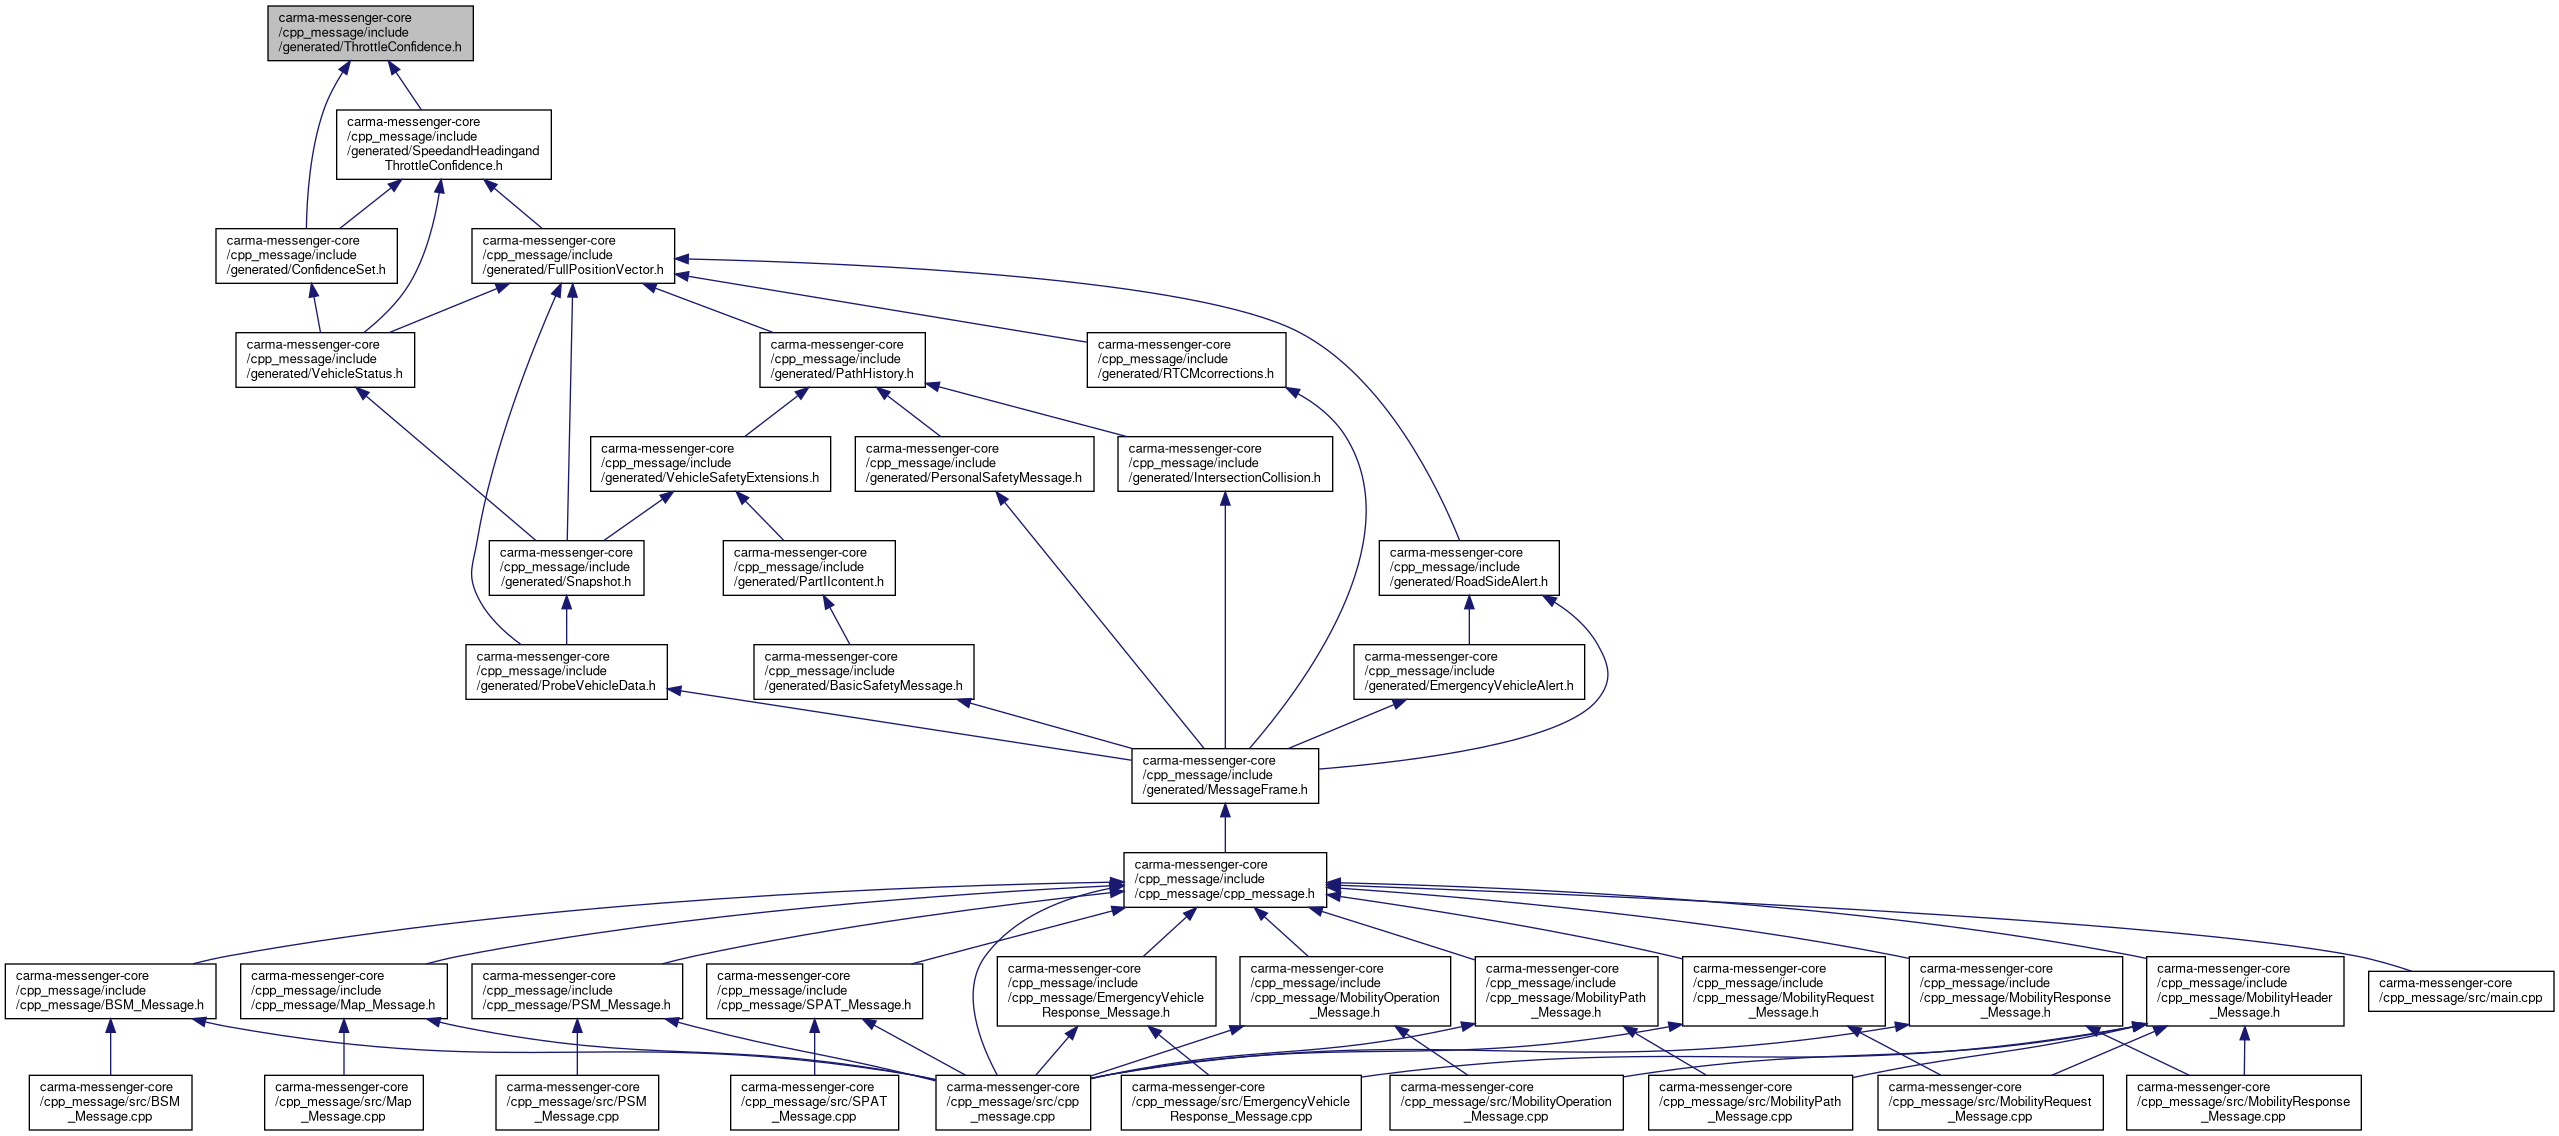 carma-messenger-core
/cpp_message/include
/generated/ThrottleConfidence.h
carma-messenger-core
/cpp_message/include
/generated/SpeedandHeadingand
ThrottleConfidence.h
carma-messenger-core
/cpp_message/include
/generated/ConfidenceSet.h
carma-messenger-core
/cpp_message/include
/generated/FullPositionVector.h
carma-messenger-core
/cpp_message/include
/generated/VehicleStatus.h
carma-messenger-core
/cpp_message/include
/generated/PathHistory.h
carma-messenger-core
/cpp_message/include
/generated/RTCMcorrections.h
carma-messenger-core
/cpp_message/include
/generated/VehicleSafetyExtensions.h
carma-messenger-core
/cpp_message/include
/generated/PersonalSafetyMessage.h
carma-messenger-core
/cpp_message/include
/generated/IntersectionCollision.h
carma-messenger-core
/cpp_message/include
/generated/Snapshot.h
carma-messenger-core
/cpp_message/include
/generated/PartIIcontent.h
carma-messenger-core
/cpp_message/include
/generated/RoadSideAlert.h
carma-messenger-core
/cpp_message/include
/generated/ProbeVehicleData.h
carma-messenger-core
/cpp_message/include
/generated/BasicSafetyMessage.h
carma-messenger-core
/cpp_message/include
/generated/EmergencyVehicleAlert.h
carma-messenger-core
/cpp_message/include
/generated/MessageFrame.h
carma-messenger-core
/cpp_message/include
/cpp_message/cpp_message.h
carma-messenger-core
/cpp_message/include
/cpp_message/BSM_Message.h
carma-messenger-core
/cpp_message/include
/cpp_message/Map_Message.h
carma-messenger-core
/cpp_message/include
/cpp_message/PSM_Message.h
carma-messenger-core
/cpp_message/include
/cpp_message/SPAT_Message.h
carma-messenger-core
/cpp_message/include
/cpp_message/EmergencyVehicle
Response_Message.h
carma-messenger-core
/cpp_message/include
/cpp_message/MobilityOperation
_Message.h
carma-messenger-core
/cpp_message/include
/cpp_message/MobilityPath
_Message.h
carma-messenger-core
/cpp_message/include
/cpp_message/MobilityRequest
_Message.h
carma-messenger-core
/cpp_message/include
/cpp_message/MobilityResponse
_Message.h
carma-messenger-core
/cpp_message/include
/cpp_message/MobilityHeader
_Message.h
carma-messenger-core
/cpp_message/src/main.cpp
carma-messenger-core
/cpp_message/src/BSM
_Message.cpp
carma-messenger-core
/cpp_message/src/Map
_Message.cpp
carma-messenger-core
/cpp_message/src/PSM
_Message.cpp
carma-messenger-core
/cpp_message/src/SPAT
_Message.cpp
carma-messenger-core
/cpp_message/src/cpp
_message.cpp
carma-messenger-core
/cpp_message/src/EmergencyVehicle
Response_Message.cpp
carma-messenger-core
/cpp_message/src/MobilityOperation
_Message.cpp
carma-messenger-core
/cpp_message/src/MobilityPath
_Message.cpp
carma-messenger-core
/cpp_message/src/MobilityRequest
_Message.cpp
carma-messenger-core
/cpp_message/src/MobilityResponse
_Message.cpp